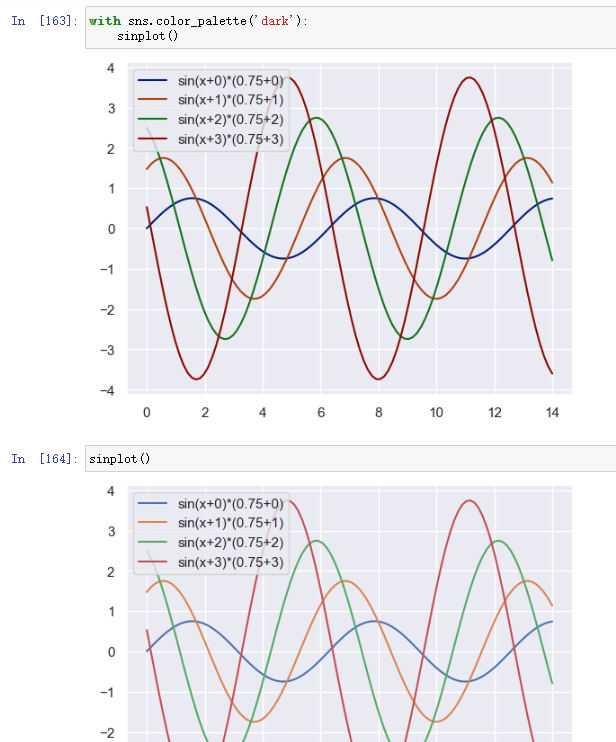 In [163]: with sns.color_palette('dark'):
sinplot()
sin(x+0)*(0.75+0)
sin(x+1)*(0.75+1)
sin(x+2)*(0.75+2)
sin(x+3)*(0.75+3)
4
3
2
1
0
−1
−2
−3
−4
0 2 4 6 8 10 12 14
In [164]: sinplot()
sin(x+0)*(0.75+0)
sin(x+1)*(0.75+1)
sin(x+2)*(0.75+2)
sin(x+3)*(0.75+3)
4
3
2
1
0
−1
−2